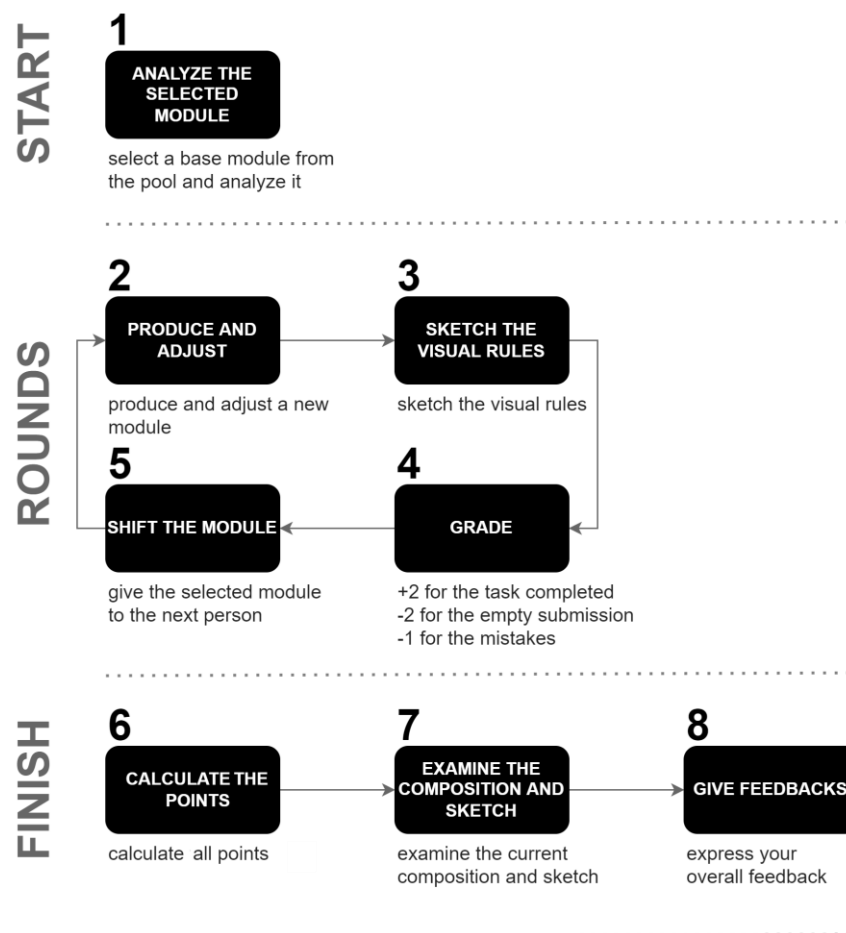 START
1
ANALYZE THE
SELECTED
MODULE
select a base module from
the pool and analyze it
ROUNDS
2
PRODUCE AND
ADJUST
produce and adjust a new
module
3
SKETCH THE
VISUAL RULES
sketch the visual rules
5
SHIFT THE MODULE
give the selected module
to the next person
4
GRADE
+2 for the task completed
-2 for the empty submission
-1 for the mistakes
FINISH
6
CALCULATE THE
POINTS
calculate all points
7
EXAMINE THE
COMPOSITION AND
SKETCH
examine the current
composition and sketch
8
GIVE FEEDBACKS
express your
overall feedback